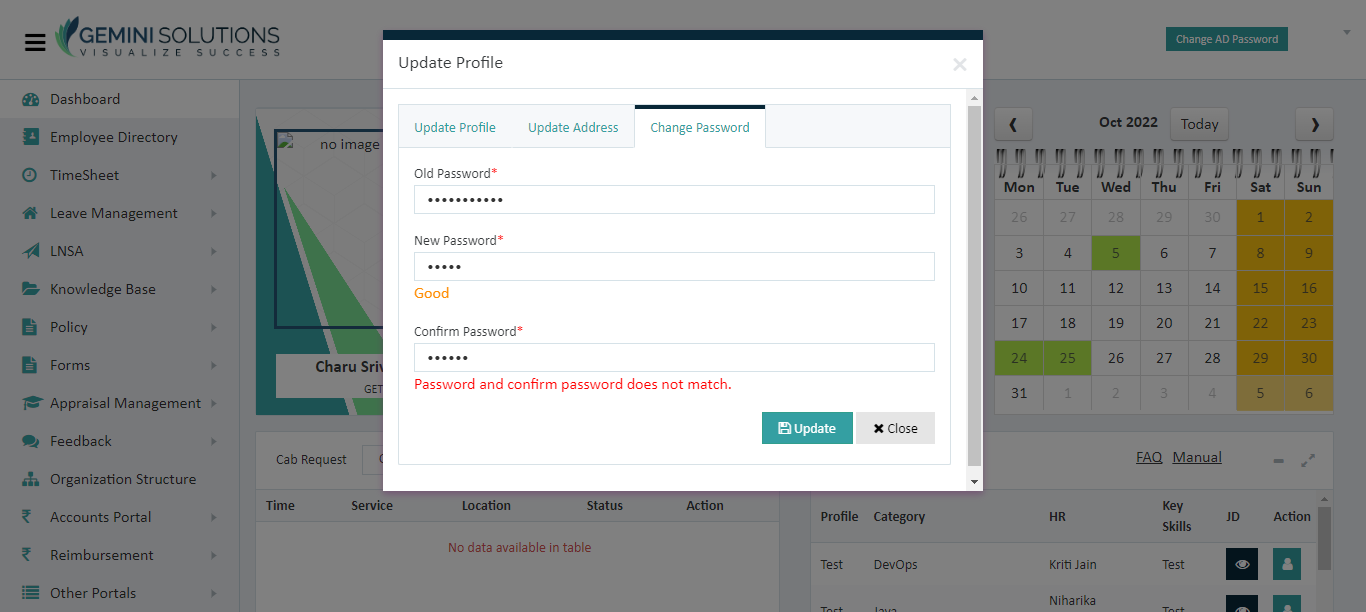 GEMINI SOLUTIONS
VISUALIZE SUCCESS
Change AD Password
Dashboard
Employee Directory
TimeSheet
Leave Management
LNSA
Knowledge Base
Policy
Forms
Appraisal Management
Feedback
Organization Structure
Accounts Portal
Reimbursement
Other Portals
no image
Charu
GET
Update Profile
×
Update Profile Update Address Change Password
Old Password*
•••••••••••
New Password*
•••••
Good
Confirm Password*
••••••
Password and confirm password does not match.
Update Close
Oct 2022 Today
Mon Tue Wed Thu Fri Sat Sun
26 27 28 29 30 1 2
3 4 5 6 7 8 9
10 11 12 13 14 15 16
17 18 19 20 21 22 23
24 25 26 27 28 29 30
31 1 2 3 4 5 6
Cab Request
Time Service Location Status Action
No data available in table
FAQ Manual
Profile Category HR Key Skills JD Action
Test DevOps Kriti Jain Test
Test Java Niharika Test